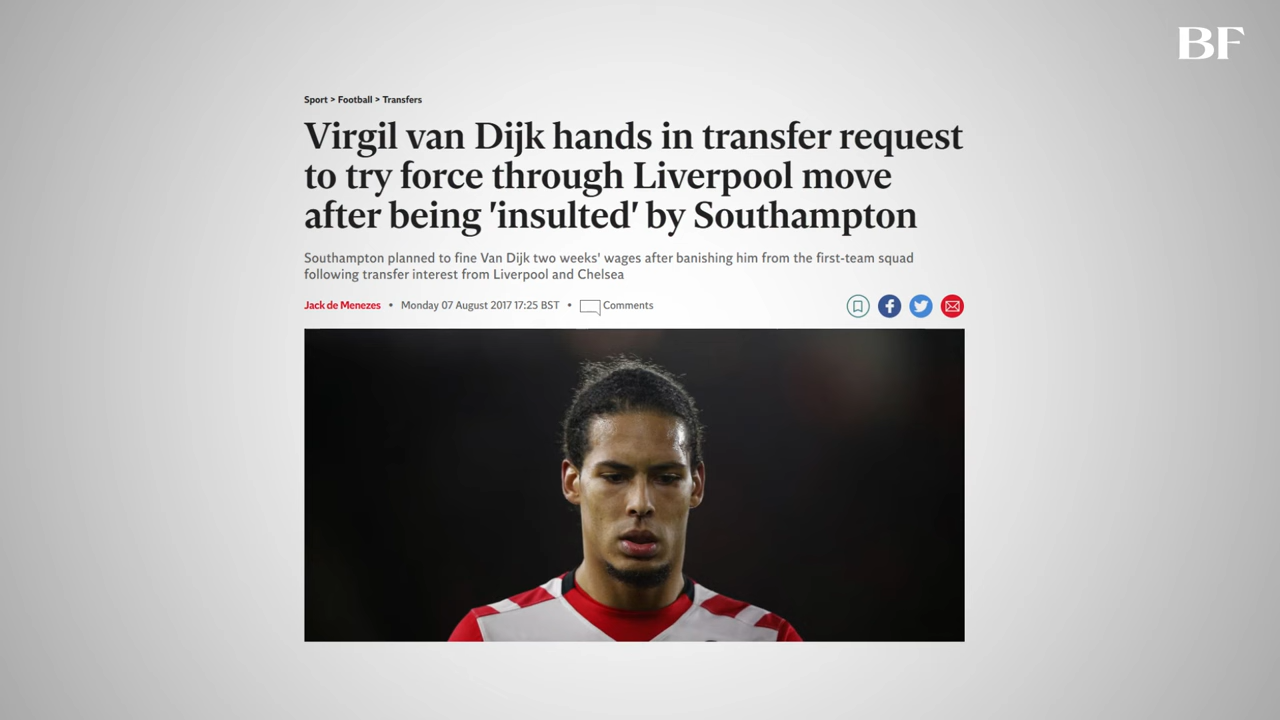 BF
Sport > Football > Transfers
Virgil van Dijk hands in transfer request
to try force through Liverpool move
after being 'insulted' by Southampton
Southampton planned to fine Van Dijk two weeks' wages after banishing him from the first-team squad
following transfer interest from Liverpool and Chelsea
Jack de Menezes • Monday 07 August 2017 17:25 BST • Comments